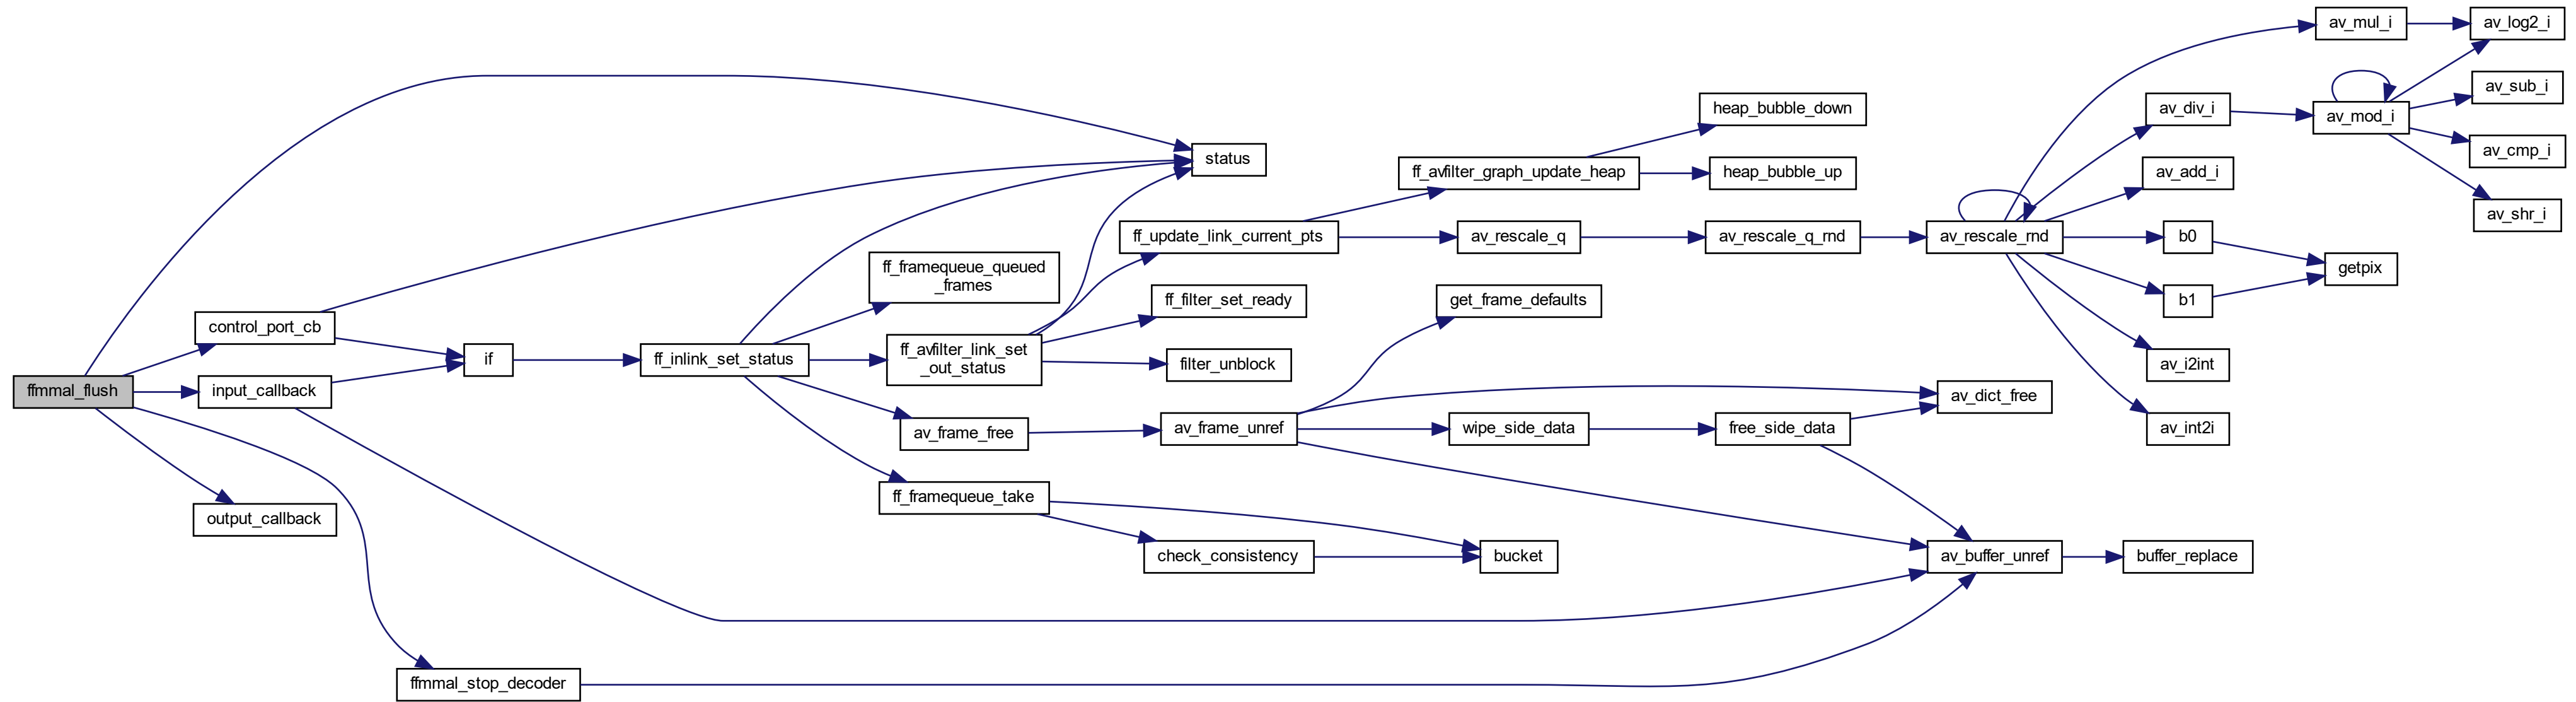 ffmmal_flush
control_port_cb
input_callback
output_callback
ffmmal_stop_decoder
if
ff_inlink_set_status
status
ff_framequeue_queued
_frames
ff_avfilter_link_set
_out_status
av_frame_free
ff_framequeue_take
ff_update_link_current_pts
ff_filter_set_ready
filter_unblock
av_frame_unref
check_consistency
ff_avfilter_graph_update_heap
av_rescale_q
get_frame_defaults
wipe_side_data
bucket
heap_bubble_down
heap_bubble_up
av_rescale_q_rnd
free_side_data
av_rescale_rnd
av_dict_free
av_buffer_unref
av_mul_i
av_div_i
av_add_i
b0
b1
av_i2int
av_int2i
buffer_replace
av_mod_i
getpix
av_log2_i
av_sub_i
av_cmp_i
av_shr_i